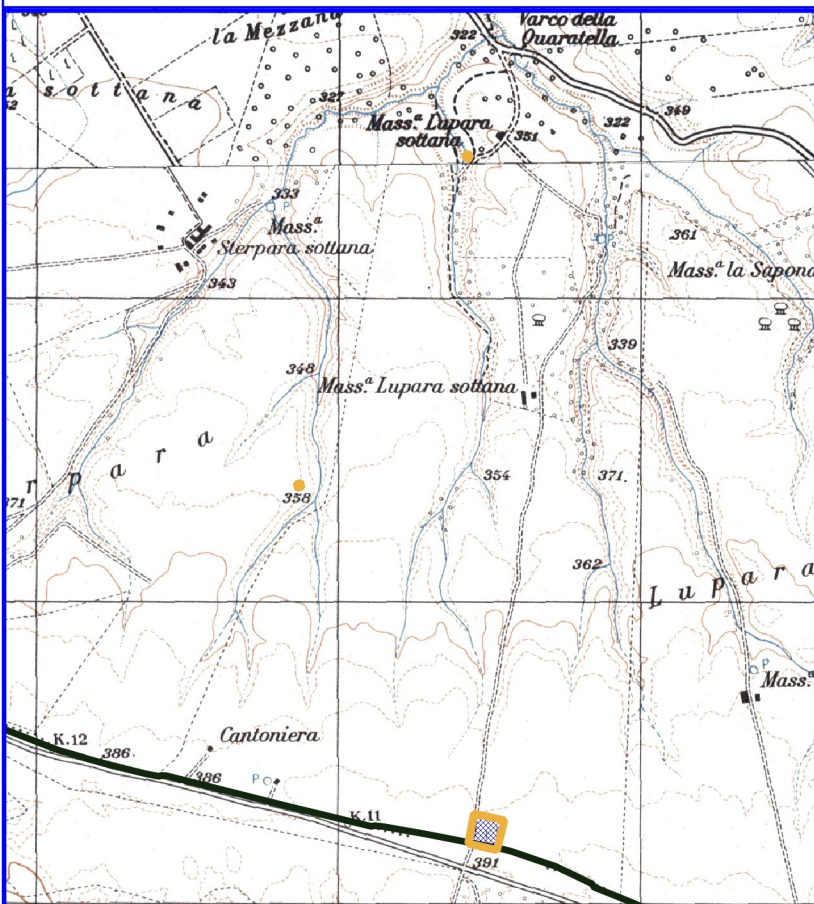 la Mezzana
322
Varco della
Quaratella
a sottana
327
349
Mass.ª Lupara
sottana
351
322
333
P
Mass.ª
Sterpara sottana
361
P
Mass.ª la Sapona
343
339
348
Mass.ª Lupara sottana
r p a r a
354
371.
358
371
362
L u p a r a
P
Mass.ª
K.12
386
Cantoniera
386
P
K.11
391